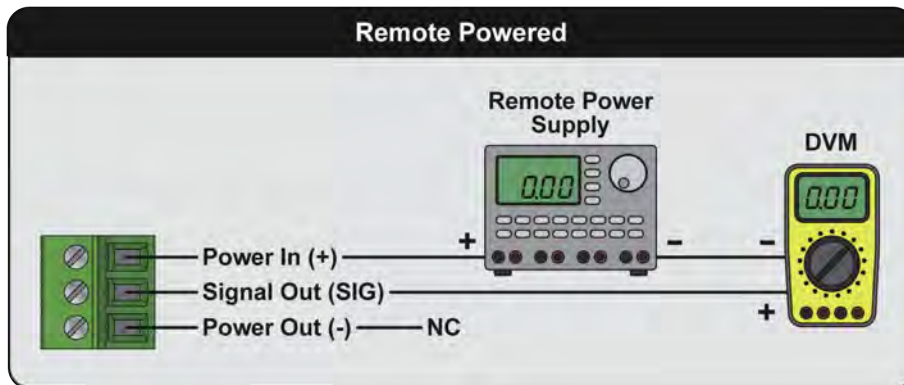 Remote Powered
Remote Power
Supply
DVM
0.00
0.00
+
-
-
Power In (+)
Signal Out (SIG)
+
Power Out (-)
NC